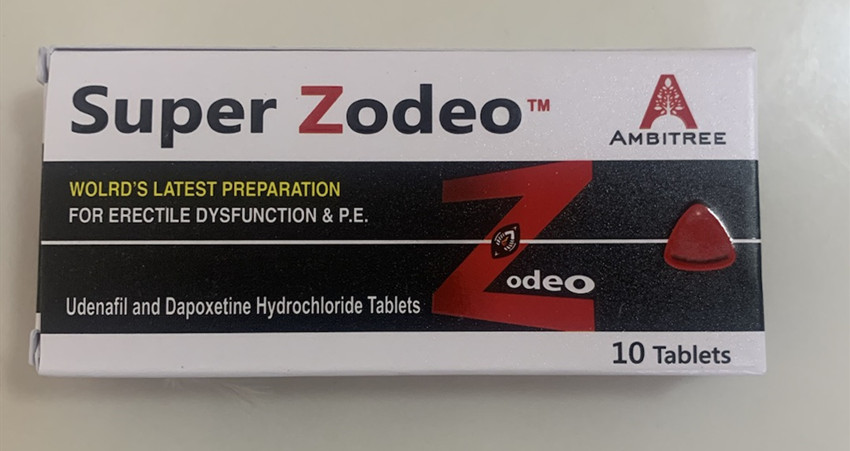 Super Zodeo™
AMBITREE
WOLRD'S LATEST PREPARATION
FOR ERECTILE DYSFUNCTION & P.E.
Zodeo
Udenafil and Dapoxetine Hydrochloride Tablets
10 Tablets